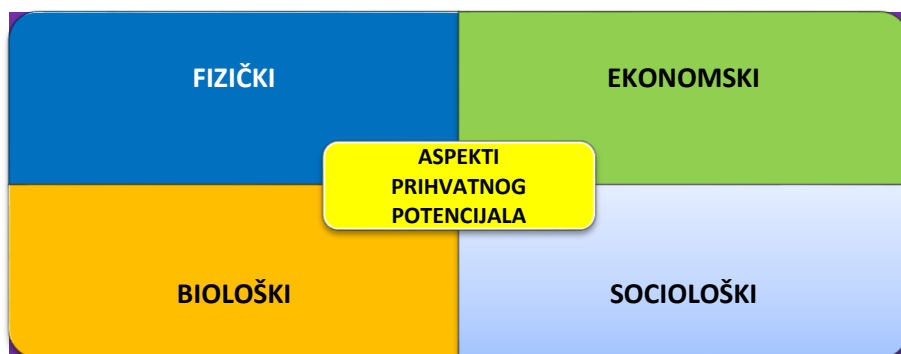 FIZIČKI
EKONOMSKI
ASPEKTI
PRIHVATNOG
POTENCIJALA
BIOLOŠKI
SOCIOLOŠKI